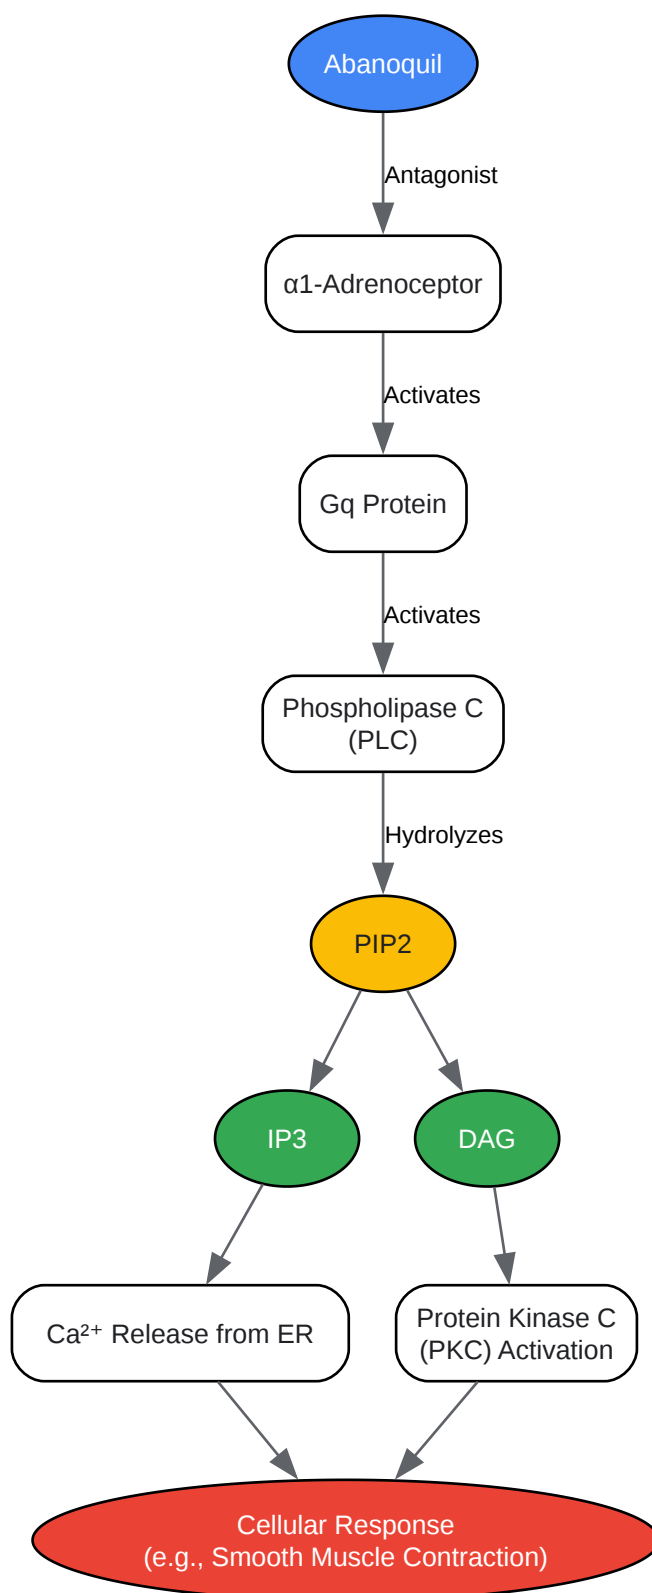 Abanoquil
Antagonist
α1-Adrenoceptor
Activates
Gq Protein
Activates
Phospholipase C
(PLC)
Hydrolyzes
PIP2
IP3
DAG
Ca²⁺ Release from ER
Protein Kinase C
(PKC) Activation
Cellular Response
(e.g., Smooth Muscle Contraction)